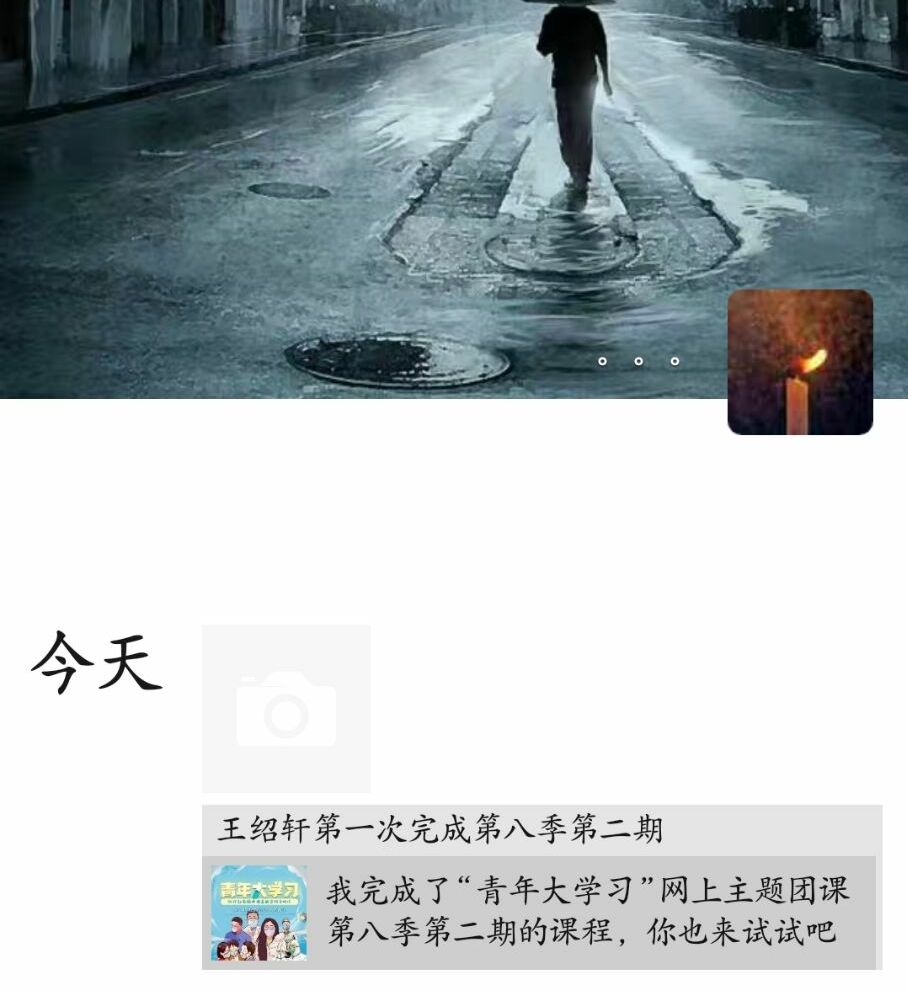 今天
王绍轩第一次完成第八季第二期
青年大学习
我完成了“青年大学习”网上主题团课
第八季第二期的课程，你也来试试吧